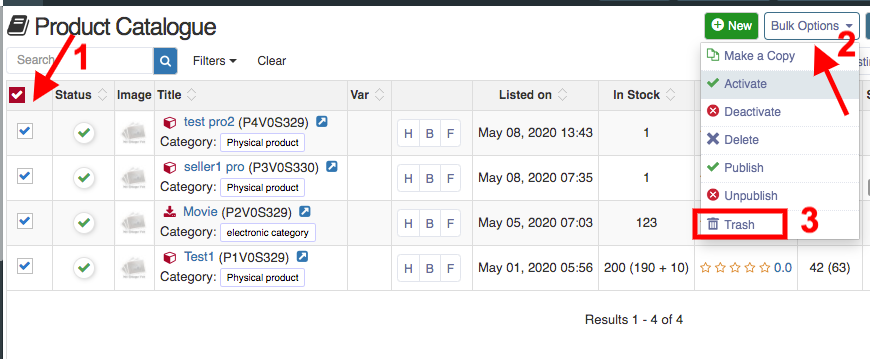 Product Catalogue
New
Bulk Options
1
2
Search
Filters
Clear
Make a Copy
Status
Image
Title
Var
Listed on
In Stock
Activate
test pro2 (P4V0S329)
Category: Physical product
H B F
May 08, 2020 13:43
1
Deactivate
Delete
seller1 pro (P3V0S330)
Category: Physical product
H B F
May 08, 2020 07:35
1
Publish
Unpublish
Movie (P2V0S329)
Category: electronic category
H B F
May 05, 2020 07:03
123
Trash
3
Test1 (P1V0S329)
Category: Physical product
H B F
May 01, 2020 05:56
200 (190 + 10)
0.0
42 (63)
Results 1 - 4 of 4